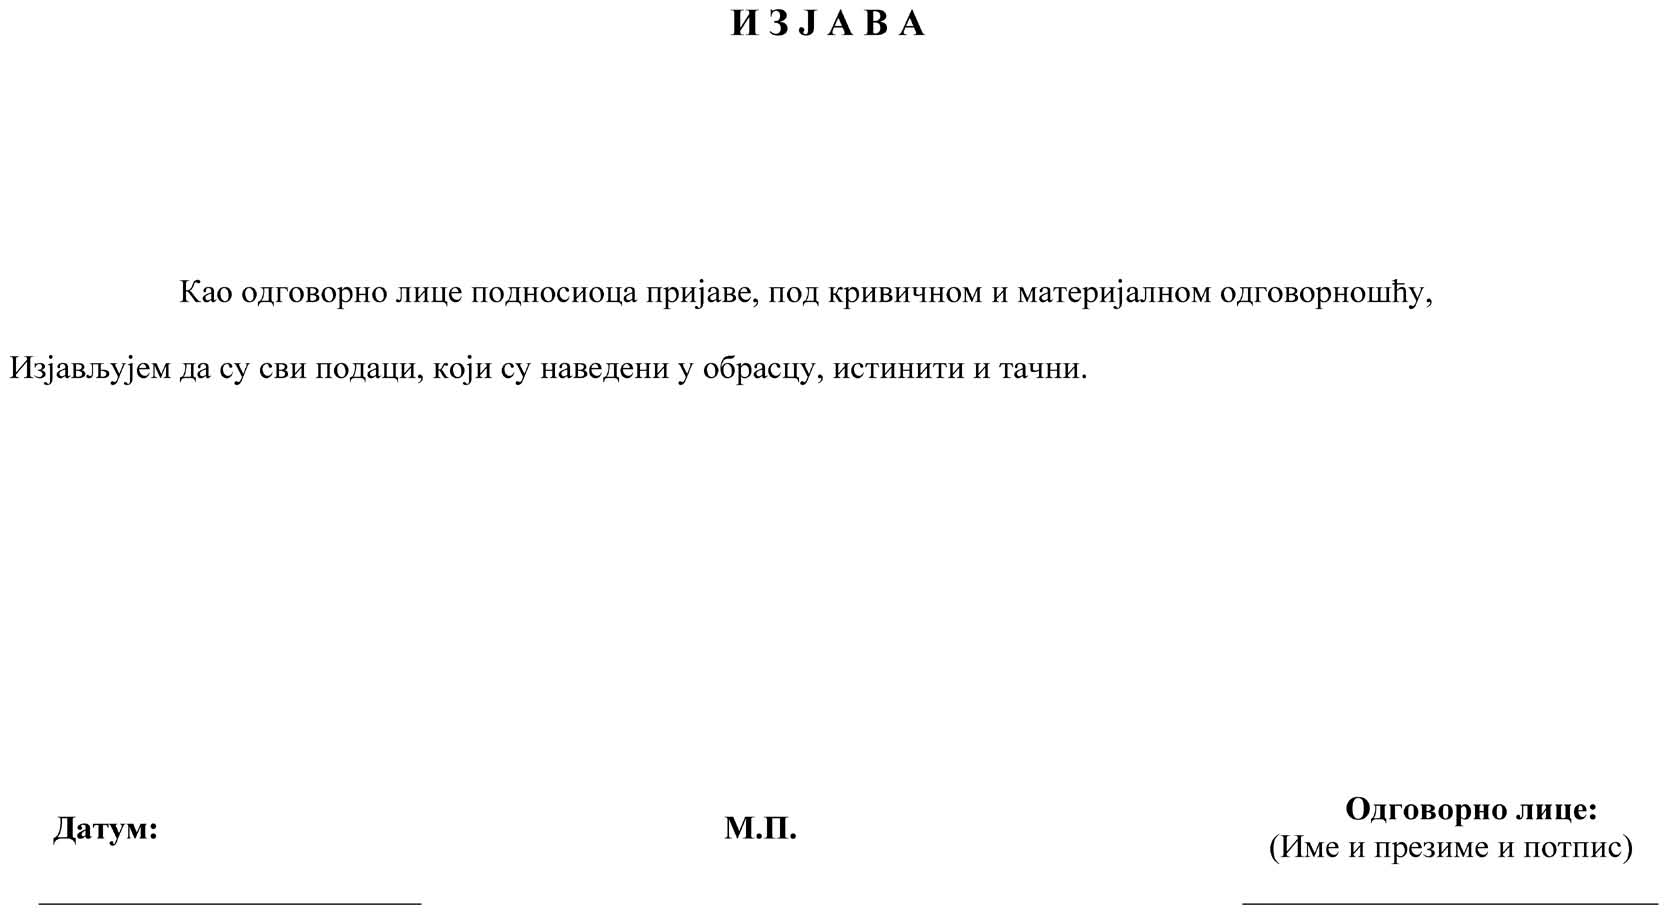 И З Ј А В А
Као одговорно лице подносиоца пријаве, под кривичном и материјалном одговорношћу,
Изјављујем да су сви подаци, који су наведени у обрасцу, истинити и тачни.
Одговорно лице:
Датум: М.П.
(Име и презиме и потпис)